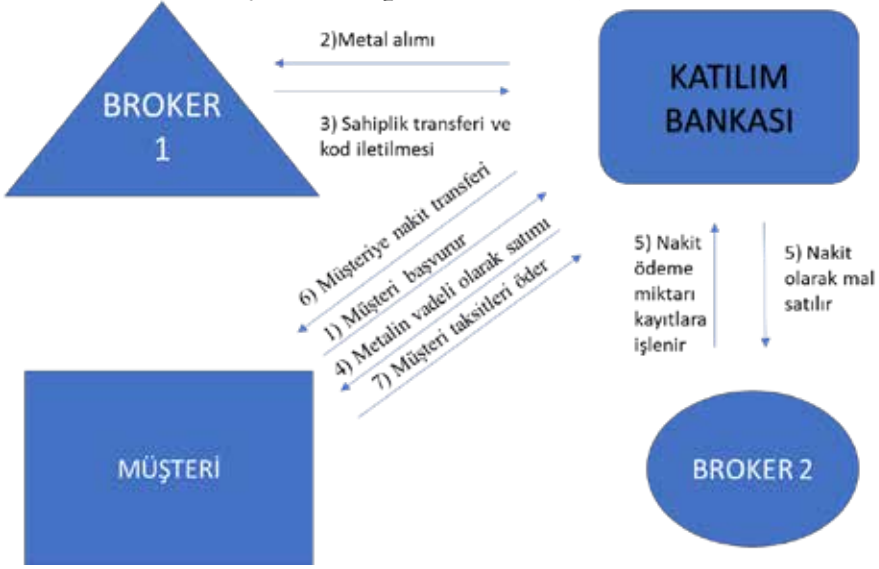 2)Metal alımı
BROKER
1
KATILIM
BANKASI
3) Sahiplik transferi ve
kod iletilmesi
6) Müşteriye nakit transferi
1) Müşteri başvurur
4) Metalin vadeli olarak satımı
7) Müşteri taksitleri öder
5) Nakit
ödeme
miktarı
kayıtlara
işlenir
5) Nakit
olarak mal
satılır
MÜŞTERİ
BROKER 2